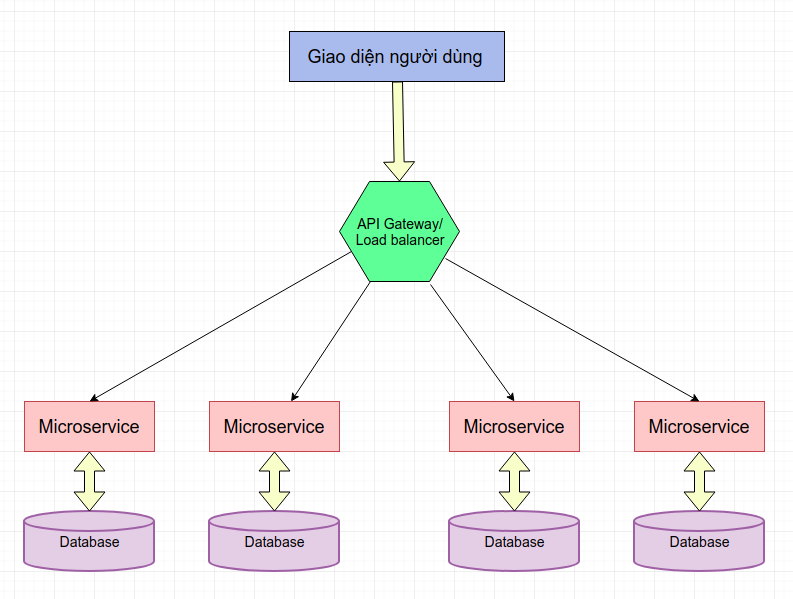 Giao diện người dùng
API Gateway/
Load balancer
Microservice
Microservice
Microservice
Microservice
Database
Database
Database
Database